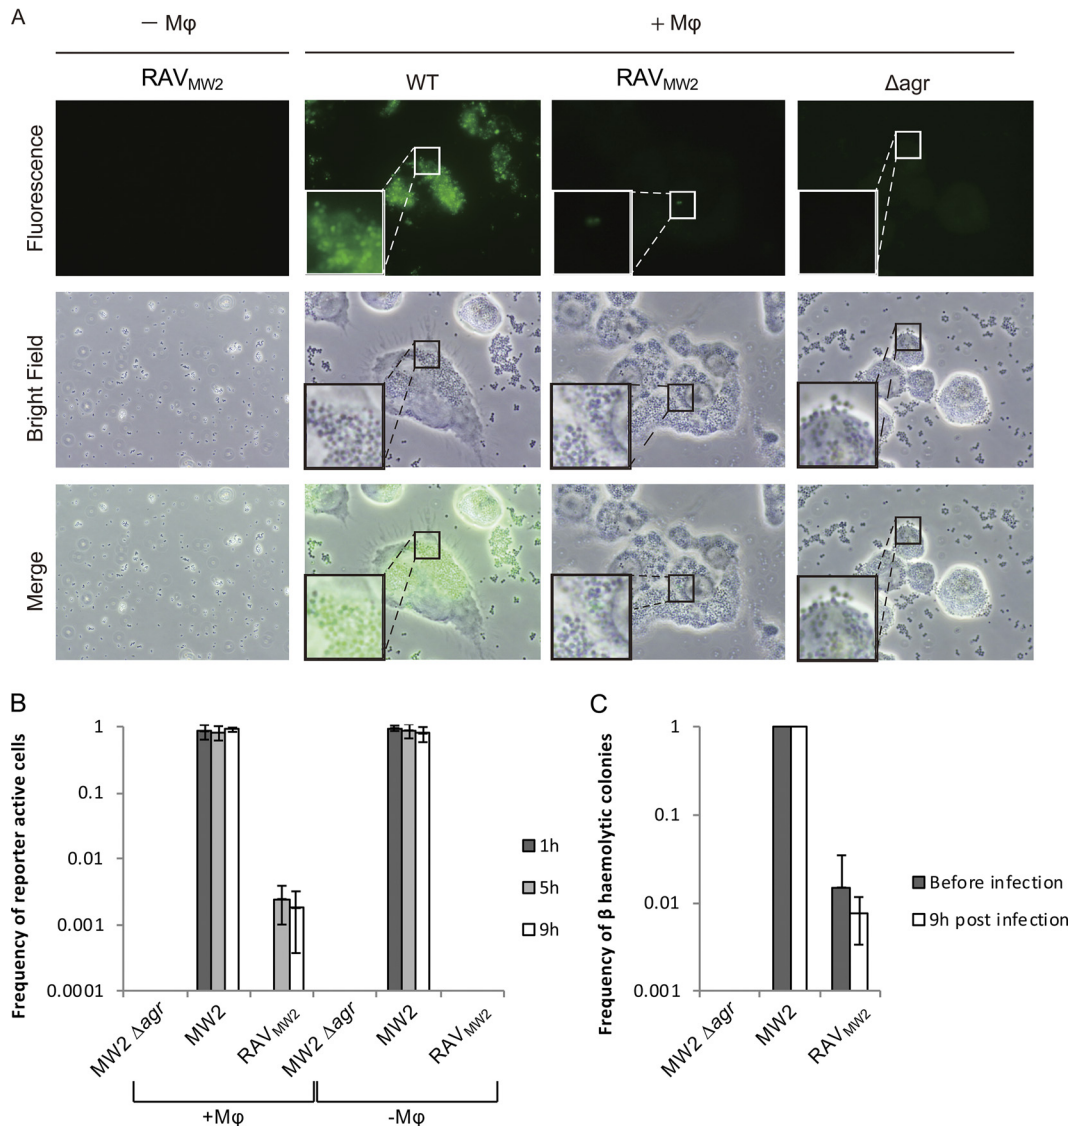 A
− Mφ
+ Mφ
RAVMW2
WT
RAVMW2
Δagr
Fluorescence
Bright Field
Merge
B
Frequency of reporter active cells
1
0.1
0.01
0.001
0.0001
MW2 Δagr
MW2
RAVMW2
MW2 Δagr
MW2
RAVMW2
+Mφ
-Mφ
1h
5h
9h
C
Frequency of β haemolytic colonies
1
0.1
0.01
0.001
MW2 Δagr
MW2
RAVMW2
Before infection
9h post infection